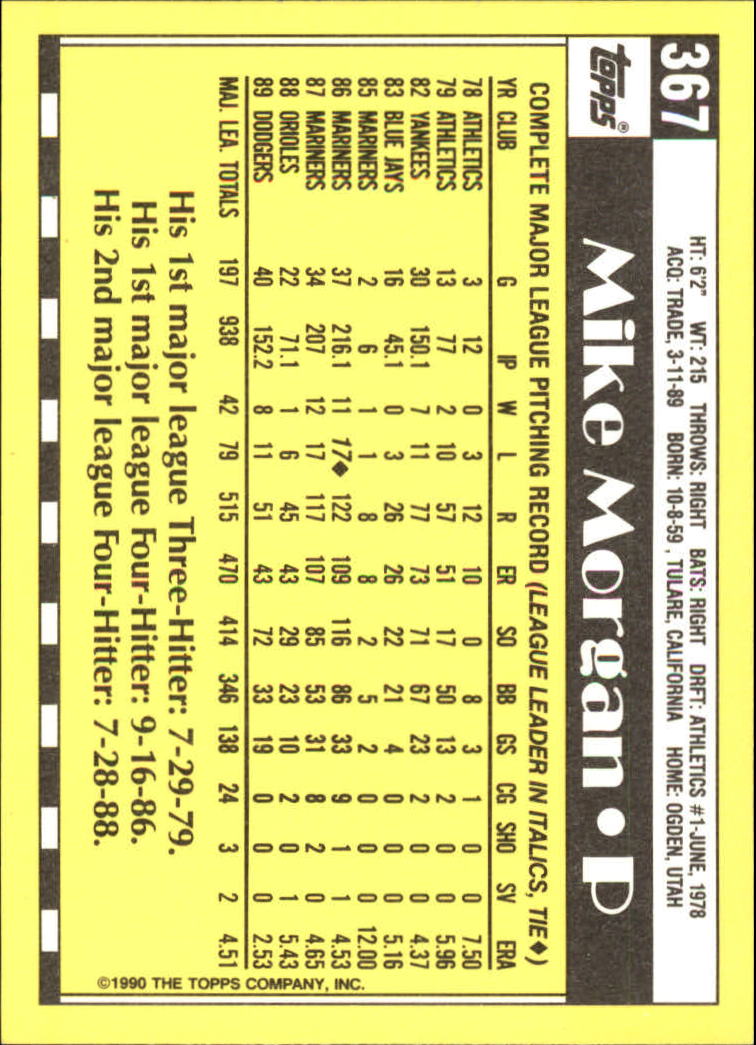 367
HT: 6'2" WT: 215 THROWS: RIGHT BATS: RIGHT DRFT: ATHLETICS #1-JUNE, 1978
ACQ: TRADE, 3-11-89 BORN: 10-8-59 , TULARE, CALIFORNIA HOME: OGDEN, UTAH
topps®
Mike Morgan • P
COMPLETE MAJOR LEAGUE PITCHING RECORD (LEAGUE LEADER IN ITALICS, TIE♦)
YR CLUB G IP W L R ER SO BB GS CG SHO SV ERA
78 ATHLETICS 3 12 0 3 12 10 0 8 3 1 0 0 7.50
79 ATHLETICS 13 77 2 10 57 51 17 50 13 2 0 0 5.96
82 YANKEES 30 150.1 7 11 77 73 71 67 23 2 0 0 4.37
83 BLUE JAYS 16 45.1 0 3 26 26 22 21 4 0 0 0 5.16
85 MARINERS 2 6 1 1 8 8 2 5 2 0 0 0 12.00
86 MARINERS 37 216.1 11 17♦ 122 109 116 86 33 9 1 1 4.53
87 MARINERS 34 207 12 17 117 107 85 53 31 8 2 0 4.65
88 ORIOLES 22 71.1 1 6 45 43 29 23 10 2 0 1 5.43
89 DODGERS 40 152.2 8 11 51 43 72 33 19 0 0 0 2.53
MAJ. LEA. TOTALS 197 938 42 79 515 470 414 346 138 24 3 2 4.51
His 1st major league Three-Hitter: 7-29-79.
His 1st major league Four-Hitter: 9-16-86.
His 2nd major league Four-Hitter: 7-28-88.
©1990 THE TOPPS COMPANY, INC.